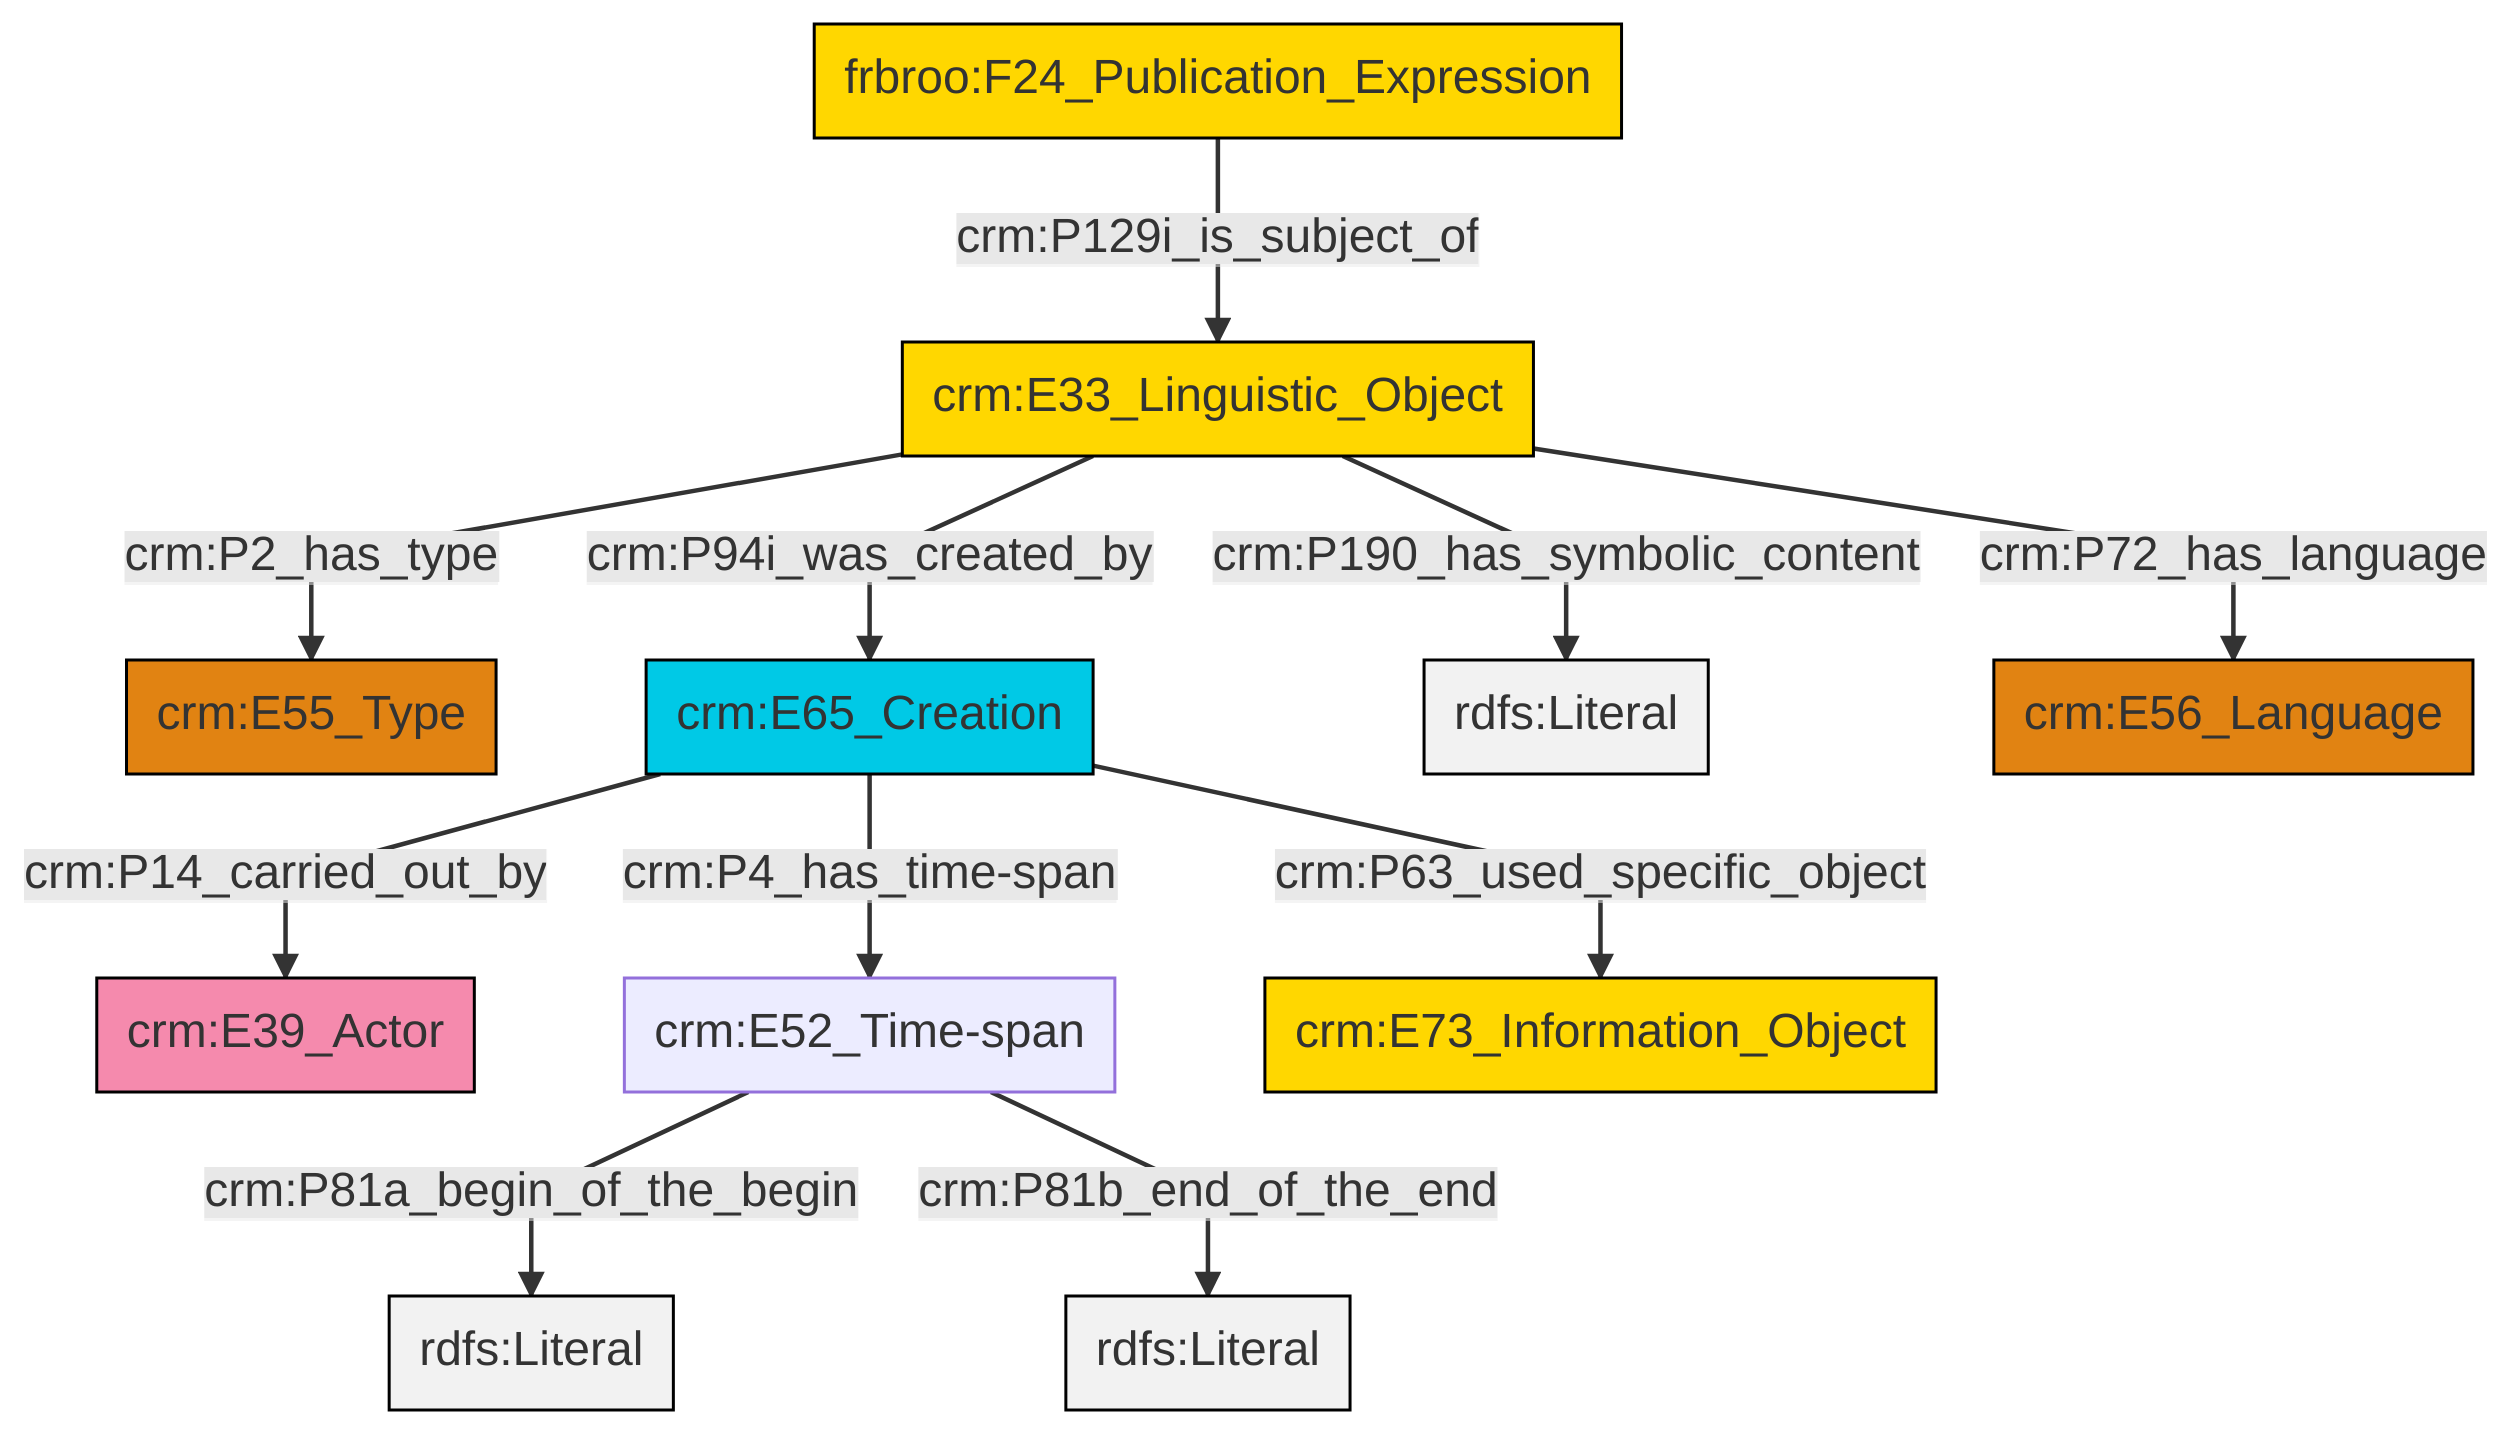 frbroo:F24_Publication_Expression
crm:P129i_is_subject_of
crm:E33_Linguistic_Object
crm:P2_has_type
crm:P94i_was_created_by
crm:P190_has_symbolic_content
crm:P72_has_language
crm:E55_Type
crm:E65_Creation
rdfs:Literal
crm:E56_Language
crm:P14_carried_out_by
crm:P4_has_time-span
crm:P63_used_specific_object
crm:E39_Actor
crm:E52_Time-span
crm:E73_Information_Object
crm:P81a_begin_of_the_begin
crm:P81b_end_of_the_end
rdfs:Literal
rdfs:Literal